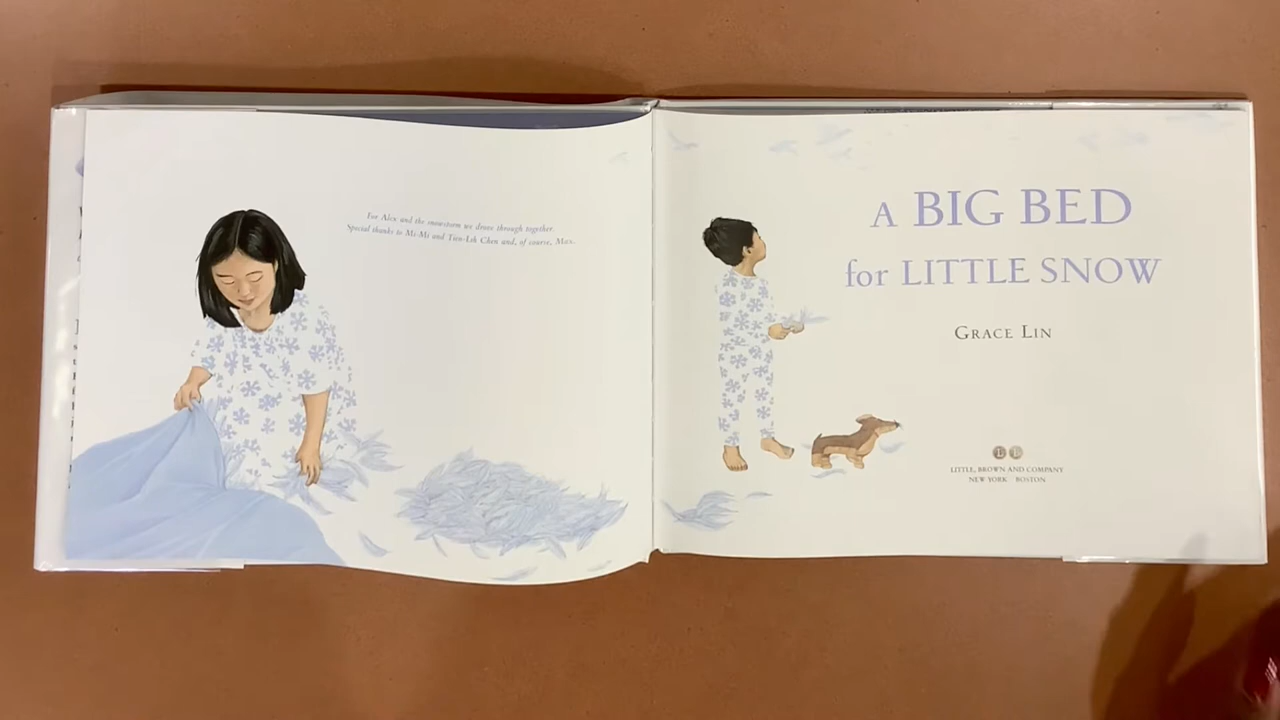 For Alex and the snowstorm we drove through together.
Special thanks to Mi-Mi and Twu-Loh Chen and, of course, Max.
A BIG BED
for LITTLE SNOW
GRACE LIN
LB
LITTLE, BROWN AND COMPANY
NEW YORK BOSTON